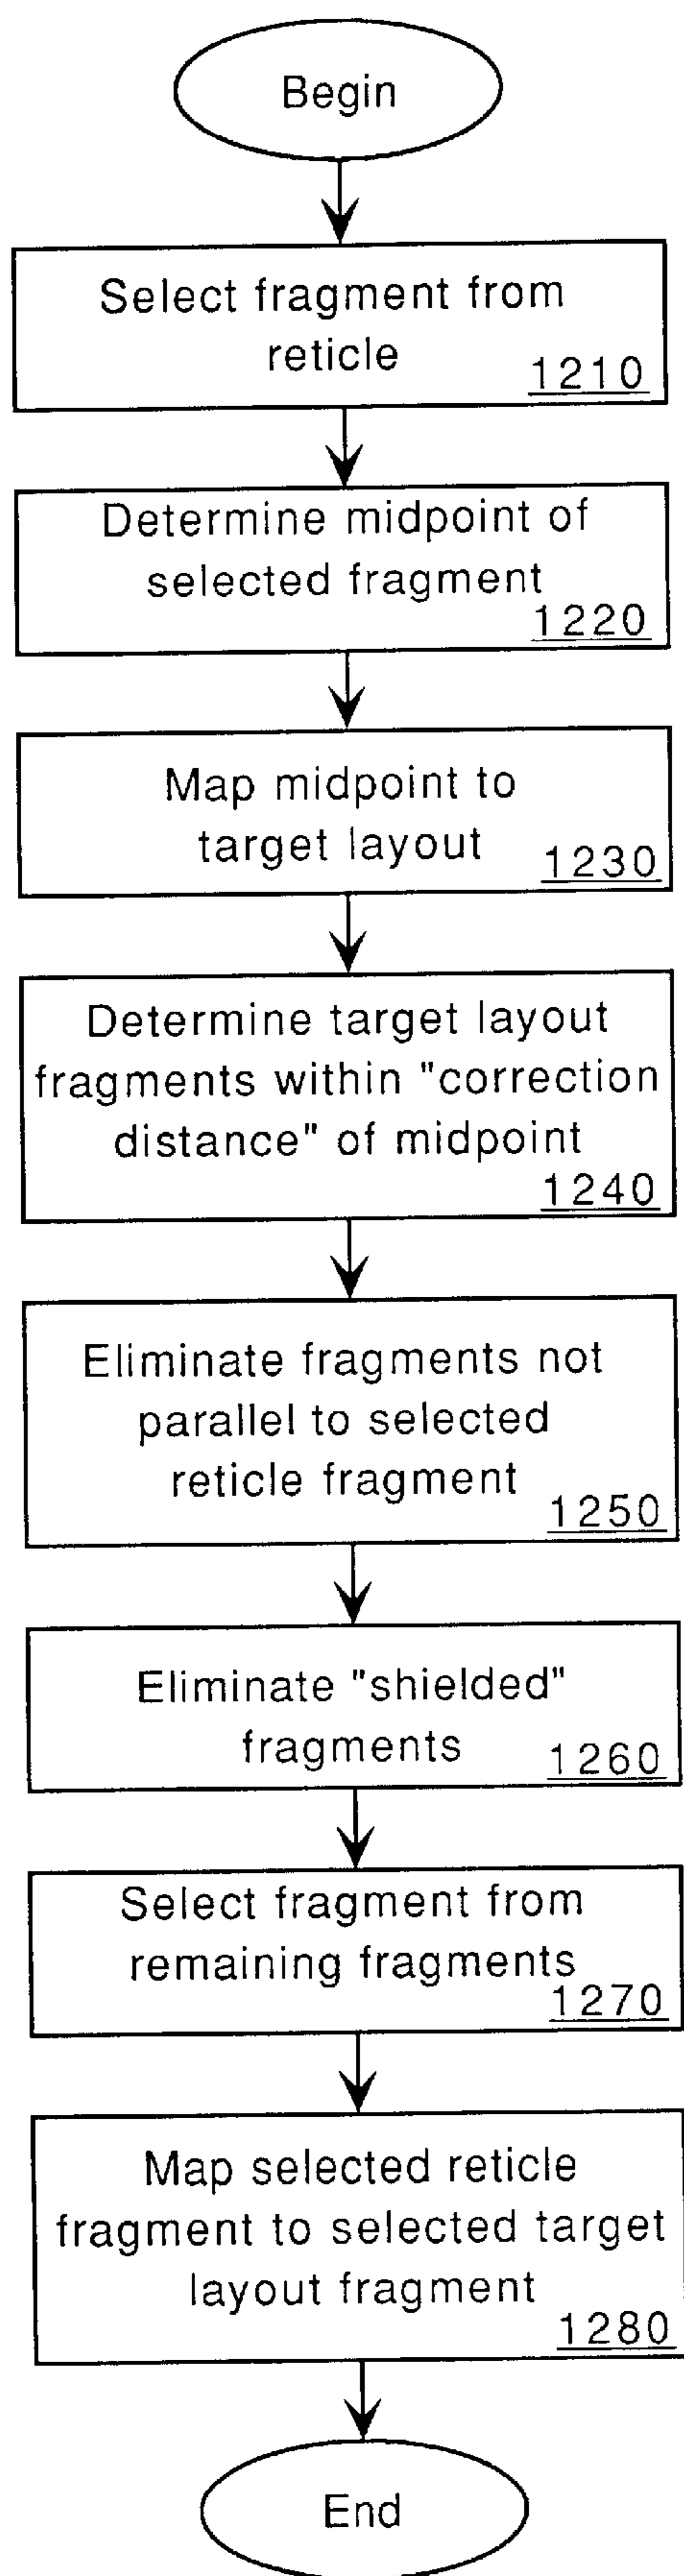 Begin
Select fragment from
reticle
1210
Determine midpoint of
selected fragment
1220
Map midpoint to
target layout
1230
Determine target layout
fragments within "correction
distance" of midpoint
1240
Eliminate fragments not
parallel to selected
reticle fragment
1250
Eliminate "shielded"
fragments
1260
Select fragment from
remaining fragments
1270
Map selected reticle
fragment to selected target
layout fragment
1280
End